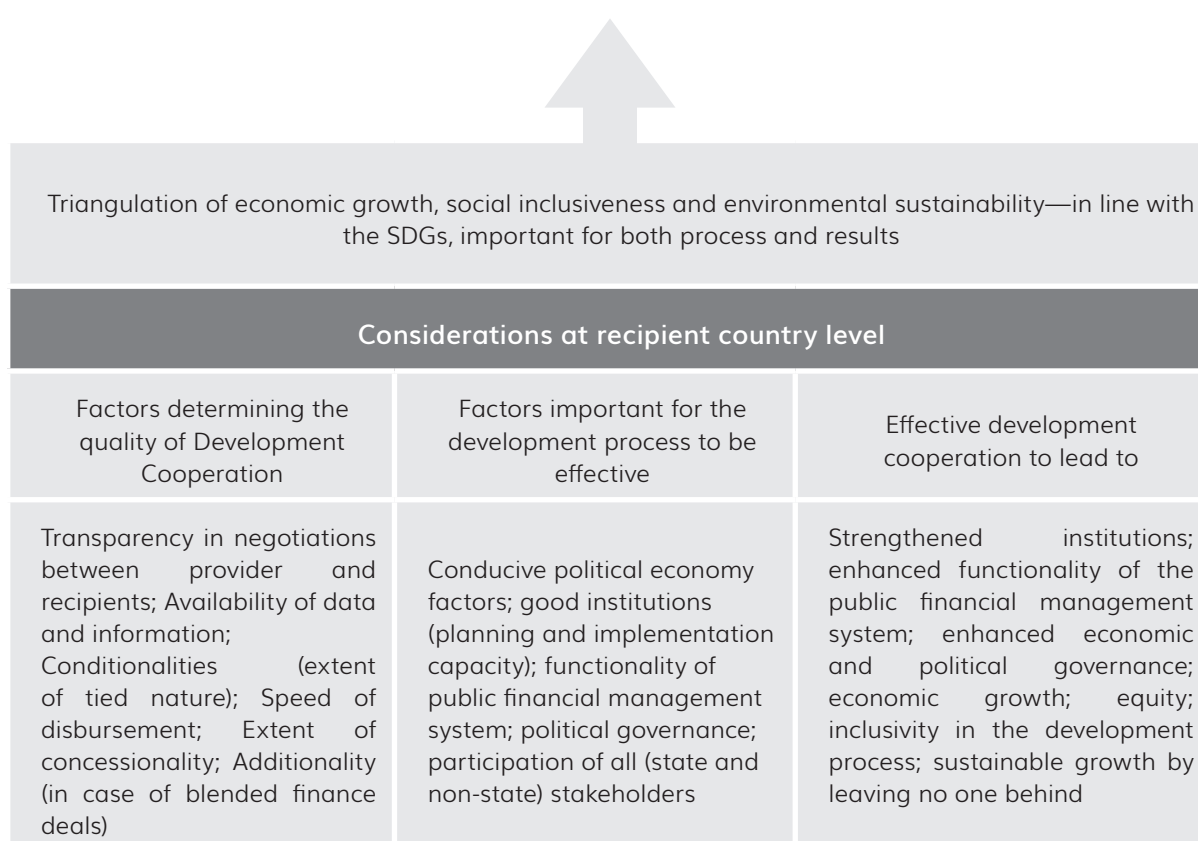 Triangulation of economic growth, social inclusiveness and environmental sustainability—in line with
the SDGs, important for both process and results
Considerations at recipient country level
Factors determining the
quality of Development
Cooperation
Factors important for the
development process to be
effective
Effective development
cooperation to lead to
Transparency in negotiations
between provider and
recipients; Availability of data
and information;
Conditionalities (extent
of tied nature); Speed of
disbursement; Extent of
concessionality; Additionality
(in case of blended finance
deals)
Conducive political economy
factors; good institutions
(planning and implementation
capacity); functionality of
public financial management
system; political governance;
participation of all (state and
non-state) stakeholders
Strengthened institutions;
enhanced functionality of the
public financial management
system; enhanced economic
and political governance;
economic growth; equity;
inclusivity in the development
process; sustainable growth by
leaving no one behind